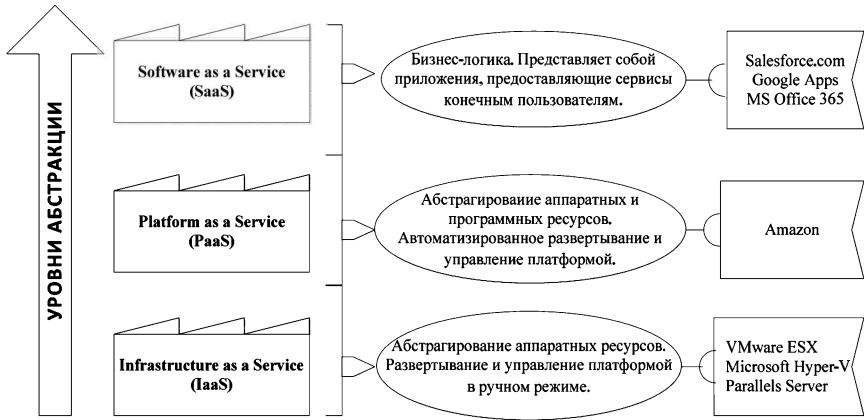 УРОВНИ АБСТРАКЦИИ
Software as a Service
(SaaS)
Бизнес-логика. Представляет собой
приложения, предоставляющие сервисы
конечным пользователям.
Salesforce.com
Google Apps
MS Office 365
Platform as a Service
(PaaS)
Абстрагирование аппаратных и
программных ресурсов.
Автоматизированное развертывание и
управление платформой.
Amazon
Infrastructure as a Service
(IaaS)
Абстрагирование аппаратных ресурсов.
Развертывание и управление платформой
в ручном режиме.
VMware ESX
Microsoft Hyper-V
Parallels Server